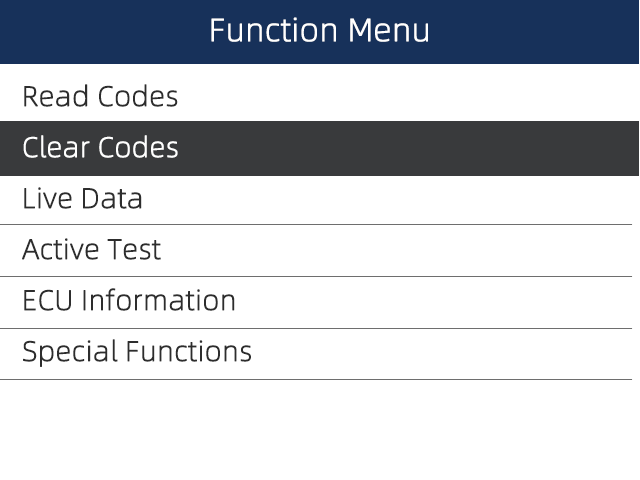 Function Menu
Read Codes
Clear Codes
Live Data
Active Test
ECU Information
Special Functions